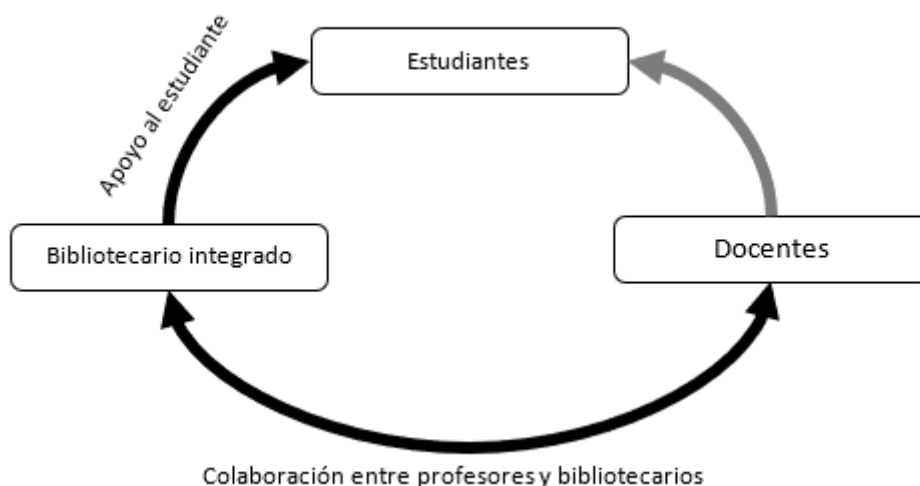 Estudiantes
Apoyo al estudiante
Bibliotecario integrado
Docentes
Colaboración entre profesores y bibliotecarios